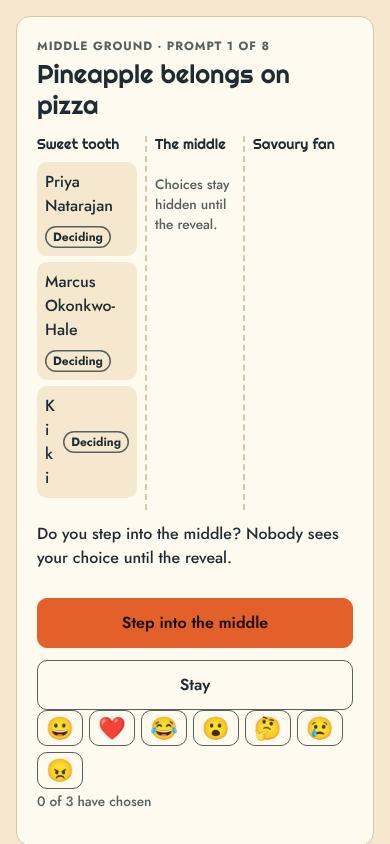 MIDDLE GROUND · PROMPT 1 OF 8
Pineapple belongs on
pizza
Sweet tooth
Priya
Natarajan
Deciding
Marcus
Okonkwo-
Hale
Deciding
K
i
k
i
Deciding
The middle
Choices stay
hidden until
the reveal.
Savoury fan
Do you step into the middle? Nobody sees
your choice until the reveal.
Step into the middle
Stay
0 of 3 have chosen